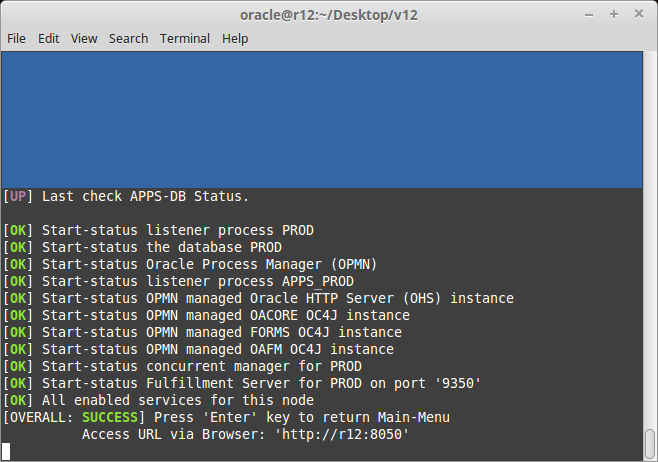 oracle@r12:~/Desktop/v12
File Edit View Search Terminal Help
[UP] Last check APPS-DB Status.
[OK] Start-status listener process PROD
[OK] Start-status the database PROD
[OK] Start-status Oracle Process Manager (OPMN)
[OK] Start-status listener process APPS_PROD
[OK] Start-status OPMN managed Oracle HTTP Server (OHS) instance
[OK] Start-status OPMN managed OACORE OC4J instance
[OK] Start-status OPMN managed FORMS OC4J instance
[OK] Start-status OPMN managed OAFM OC4J instance
[OK] Start-status concurrent manager for PROD
[OK] Start-status Fulfillment Server for PROD on port '9350'
[OK] All enabled services for this node
[OVERALL: SUCCESS] Press 'Enter' key to return Main-Menu
Access URL via Browser: 'http://r12:8050'